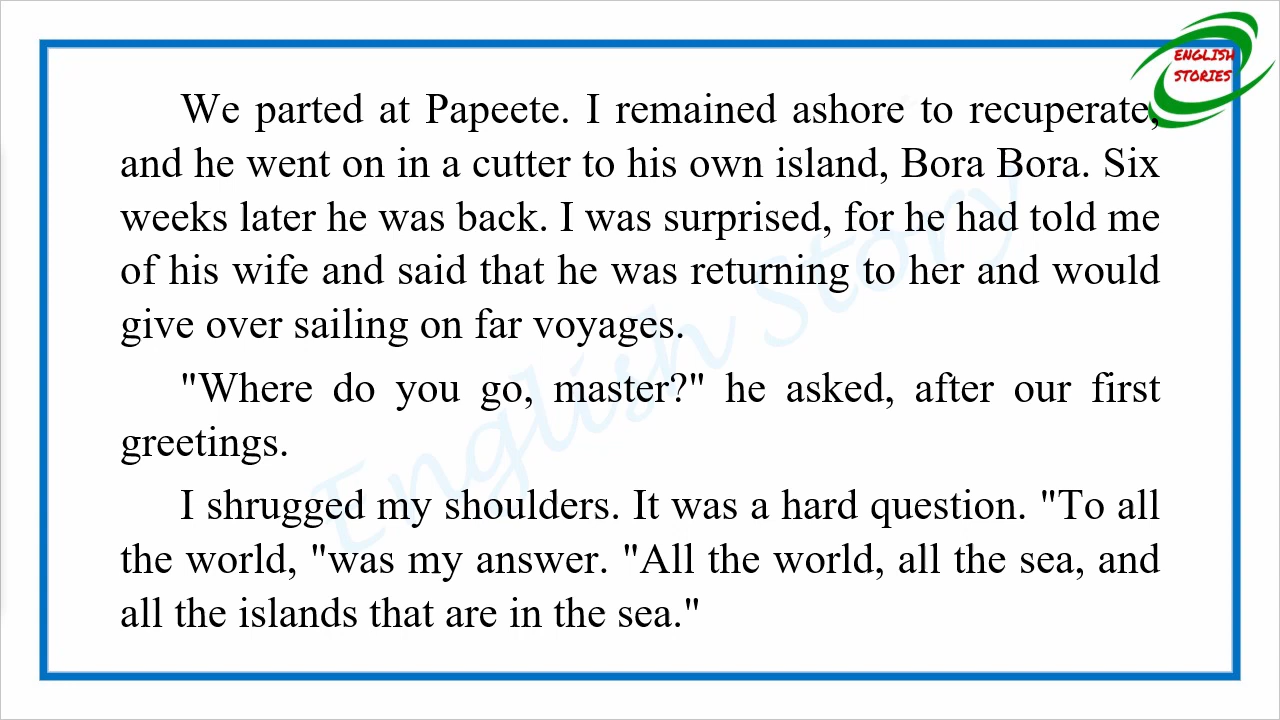 ENGLISH
STORIES
We parted at Papeete. I remained ashore to recuperate,
and he went on in a cutter to his own island, Bora Bora. Six
weeks later he was back. I was surprised, for he had told me
of his wife and said that he was returning to her and would
give over sailing on far voyages.
"Where do you go, master?" he asked, after our first
greetings.
I shrugged my shoulders. It was a hard question. "To all
the world, "was my answer. "All the world, all the sea, and
all the islands that are in the sea."
English Story